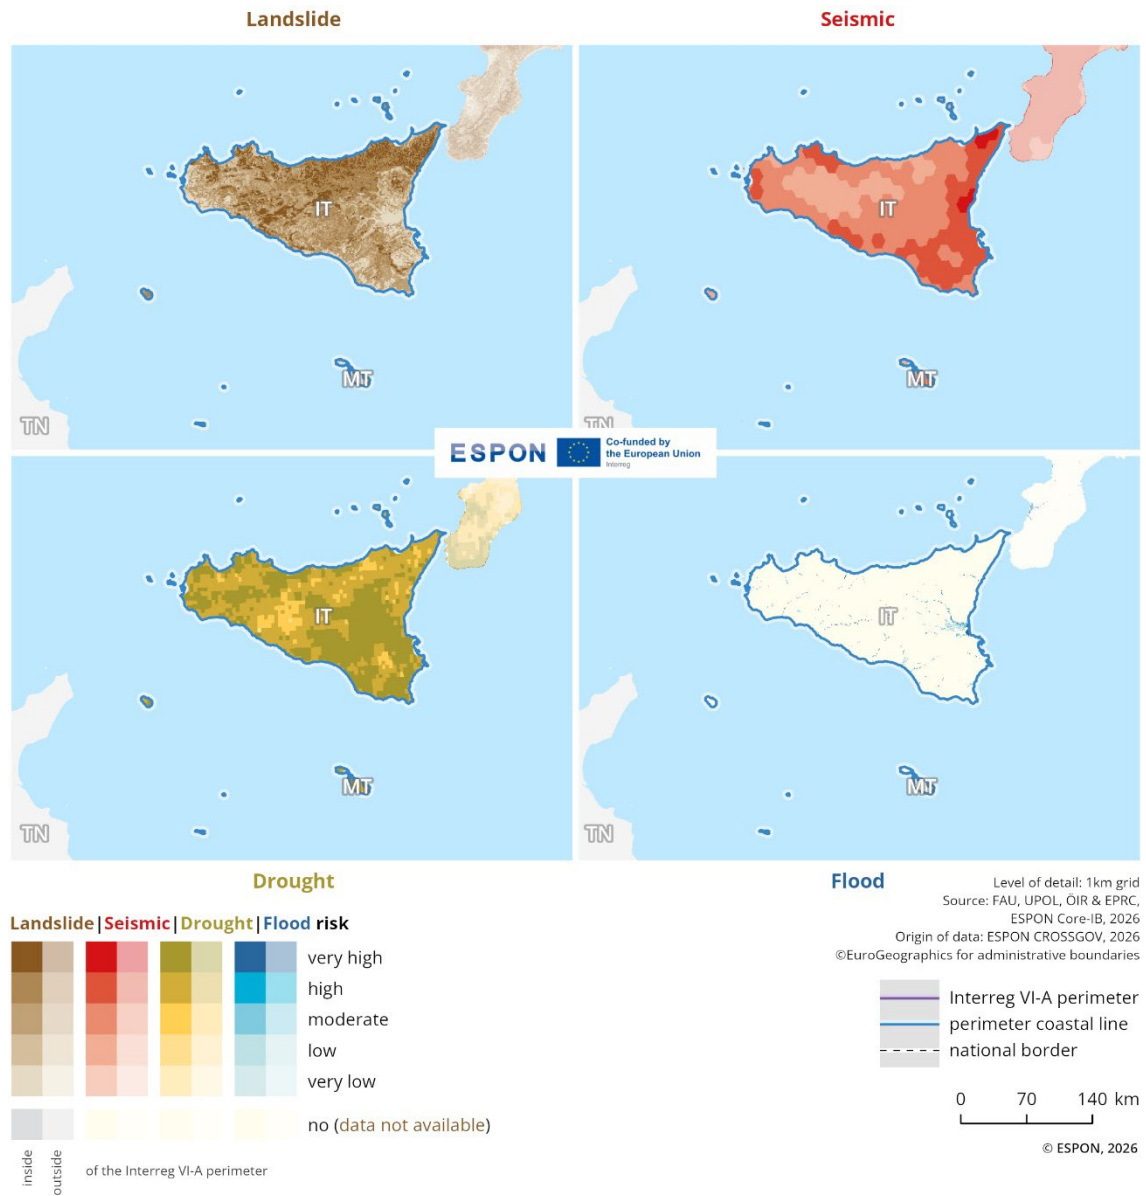 Landslide
Seismic
IT
IT
MT
MT
TN
TN
ESPON
Co-funded by
the European Union
Interreg
IT
IT
MT
MT
TN
TN
Drought
Flood
Level of detail: 1km grid
Source: FAU, UPOL, ÖIR & EPRC,
ESPON Core-IB, 2026
Origin of data: ESPON CROSSGOV, 2026
©EuroGeographics for administrative boundaries
Landslide|Seismic|Drought|Flood risk
very high
high
moderate
low
very low
no (data not available)
inside
outside
of the Interreg VI-A perimeter
Interreg VI-A perimeter
perimeter coastal line
national border
0 70 140 km
© ESPON, 2026